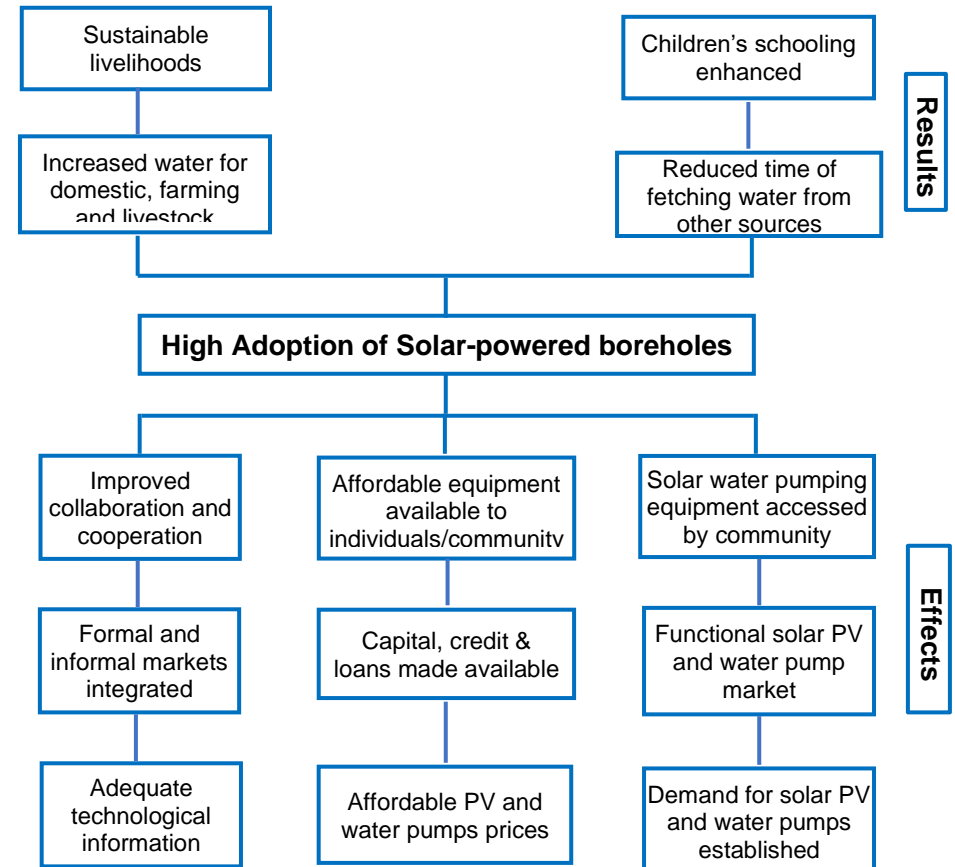 Sustainable
livelihoods
Children’s schooling
enhanced
Results
Increased water for
domestic, farming
and livestock
Reduced time of
fetching water from
other sources
High Adoption of Solar-powered boreholes
Improved
collaboration and
cooperation
Affordable equipment
available to
individuals/community
Solar water pumping
equipment accessed
by community
Effects
Formal and
informal markets
integrated
Capital, credit &
loans made available
Functional solar PV
and water pump
market
Adequate
technological
information
Affordable PV and
water pumps prices
Demand for solar PV
and water pumps
established